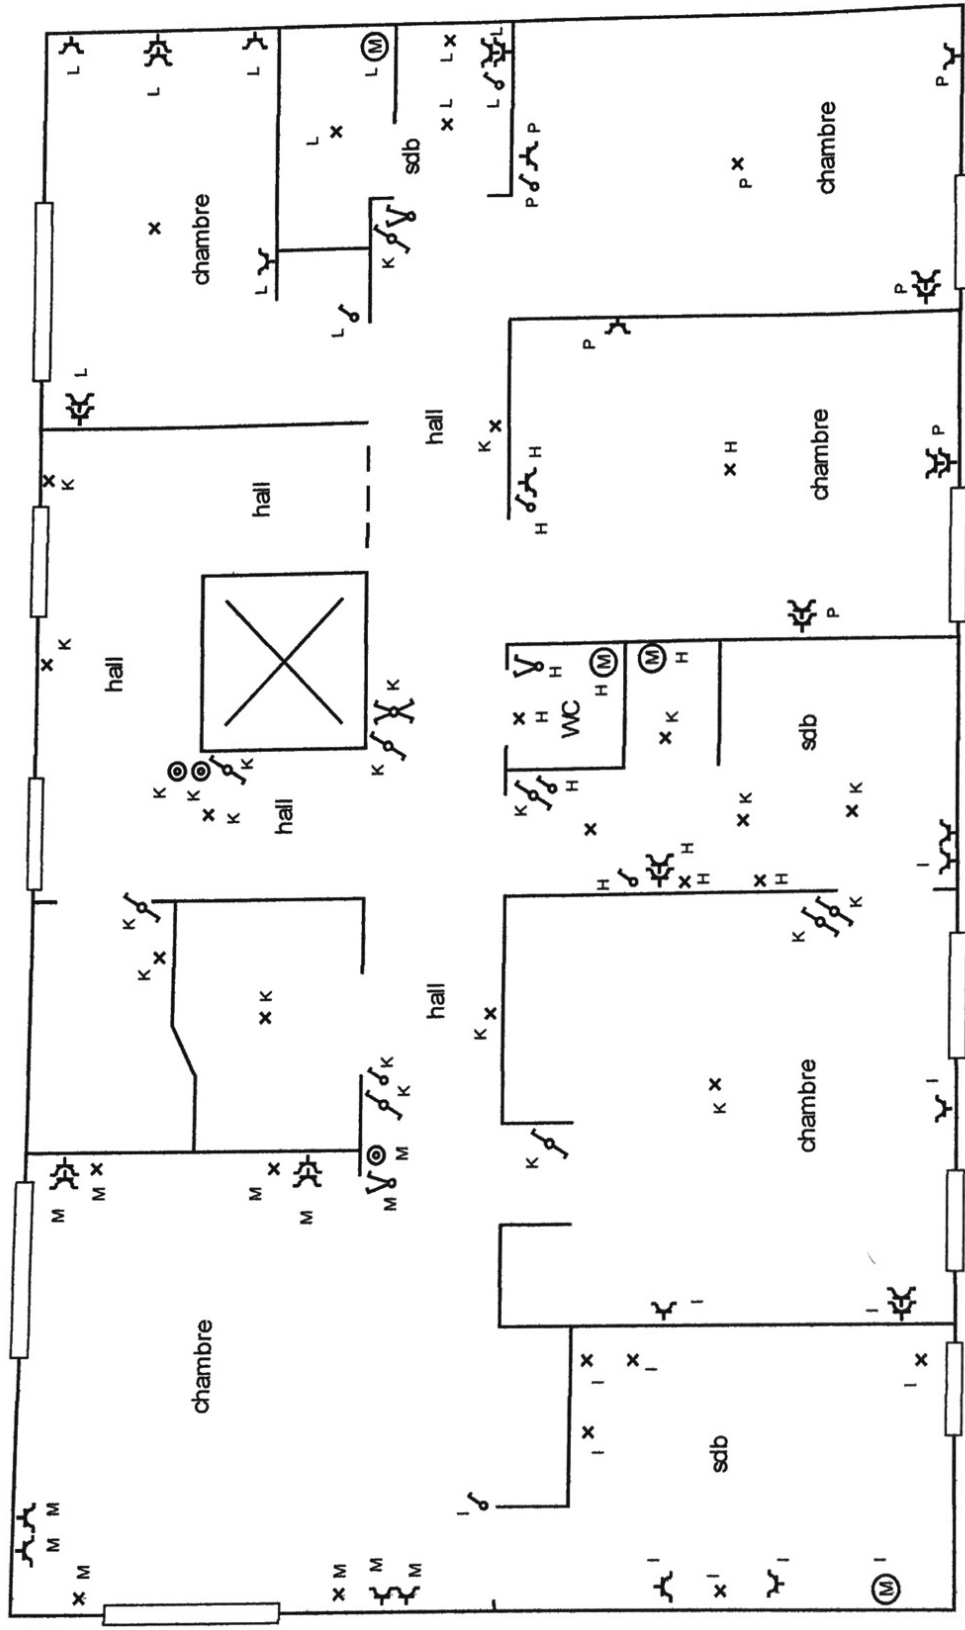 M M M K K L L
M M
hall
K K K L
K
chambre chambre
K K M L L
K hall
hall
M L
M L
M K K L M
M K K
M M K sdb
hall hall L L
I K K L L
K K H H H H P P
WC H
P
I I H H M
I I K M H
I H H
I sdb K H P
K
I H
K chambre sdb chambre chambre
K K P
M I I P
I I I P P